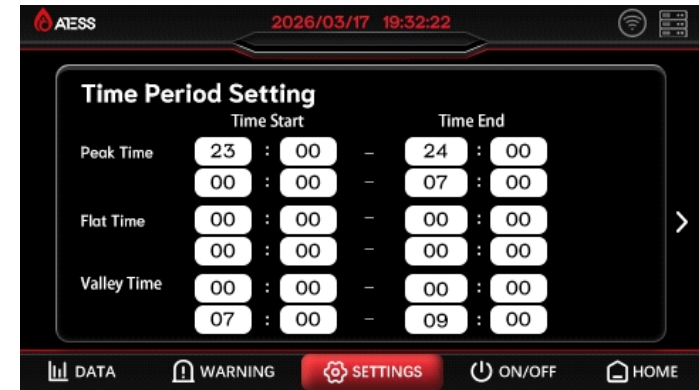 ATESS 2026/03/17 19:32:22
Time Period Setting
Time Start Time End
Peak Time 23 : 00 – 24 : 00
00 : 00 – 07 : 00
Flat Time 00 : 00 – 00 : 00
00 : 00 – 00 : 00
Valley Time 00 : 00 – 00 : 00
07 : 00 – 09 : 00
DATA WARNING SETTINGS ON/OFF HOME